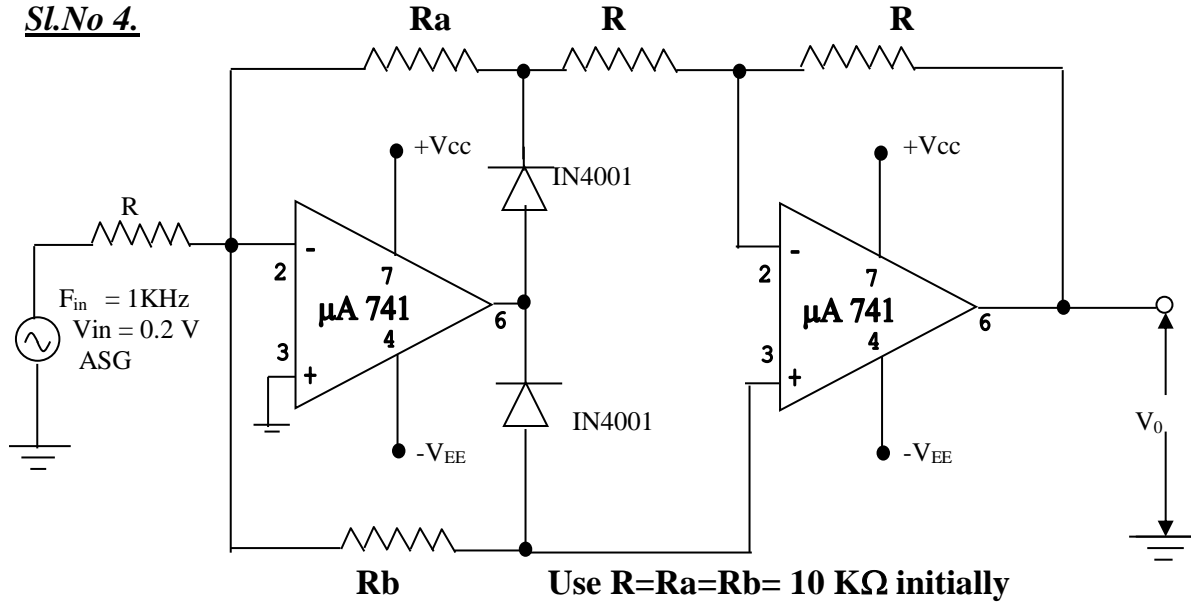 Sl.No 4.
Ra
R
R
+Vcc
+Vcc
IN4001
R
-
2
7
μA 741
6
4
3
+
-
2
7
μA 741
6
4
3
+
F_in = 1KHz
Vin = 0.2 V
ASG
IN4001
V_0
-V_EE
-V_EE
Rb
Use R=Ra=Rb= 10 KΩ initially